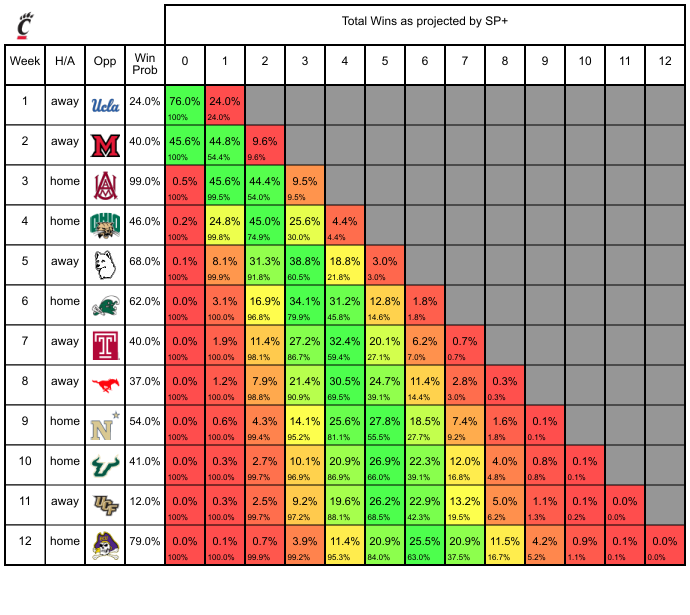 C
Total Wins as projected by SP+
Week H/A Opp Win Prob 0 1 2 3 4 5 6 7 8 9 10 11 12
1 away Ucla 24.0% 76.0% 24.0%
100% 24.0%
2 away M 40.0% 45.6% 44.8% 9.6%
100% 54.4% 9.6%
3 home 99.0% 0.5% 45.6% 44.4% 9.5%
100% 99.5% 54.0% 9.5%
4 home OHIO 46.0% 0.2% 24.8% 45.0% 25.6% 4.4%
100% 99.8% 74.9% 30.0% 4.4%
5 away 68.0% 0.1% 8.1% 31.3% 38.8% 18.8% 3.0%
100% 99.9% 91.8% 60.5% 21.8% 3.0%
6 home 62.0% 0.0% 3.1% 16.9% 34.1% 31.2% 12.8% 1.8%
100% 100.0% 96.8% 79.9% 45.8% 14.6% 1.8%
7 away T 40.0% 0.0% 1.9% 11.4% 27.2% 32.4% 20.1% 6.2% 0.7%
100% 100.0% 98.1% 86.7% 59.4% 27.1% 7.0% 0.7%
8 away 37.0% 0.0% 1.2% 7.9% 21.4% 30.5% 24.7% 11.4% 2.8% 0.3%
100% 100.0% 98.8% 90.9% 69.5% 39.1% 14.4% 3.0% 0.3%
9 home N 54.0% 0.0% 0.6% 4.3% 14.1% 25.6% 27.8% 18.5% 7.4% 1.6% 0.1%
100% 100.0% 99.4% 95.2% 81.1% 55.5% 27.7% 9.2% 1.8% 0.1%
10 home 41.0% 0.0% 0.3% 2.7% 10.1% 20.9% 26.9% 22.3% 12.0% 4.0% 0.8% 0.1%
100% 100.0% 99.7% 96.9% 86.9% 66.0% 39.1% 16.8% 4.8% 0.8% 0.1%
11 away UCF 12.0% 0.0% 0.3% 2.5% 9.2% 19.6% 26.2% 22.9% 13.2% 5.0% 1.1% 0.1% 0.0%
100% 100.0% 99.7% 97.2% 88.1% 68.5% 42.3% 19.5% 6.2% 1.3% 0.2% 0.0%
12 home 79.0% 0.0% 0.1% 0.7% 3.9% 11.4% 20.9% 25.5% 20.9% 11.5% 4.2% 0.9% 0.1% 0.0%
100% 100.0% 99.9% 99.2% 95.3% 84.0% 63.0% 37.5% 16.7% 5.2% 1.1% 0.1% 0.0%